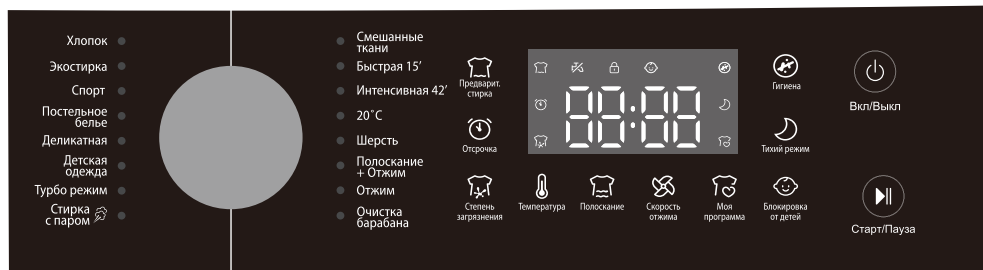 Хлопок
Экостирка
Спорт
Постельное
белье
Деликатная
Детская
одежда
Турбо режим
Стирка
с паром
Смешанные
ткани
Быстрая 15′
Интенсивная 42′
20°C
Шерсть
Полоскание
+ Отжим
Отжим
Очистка
барабана
Предварит.
стирка
Отсрочка
88:88
Гигиена
Тихий режим
Степень
загрязнения
Температура
Полоскание
Скорость
отжима
Моя
программа
Блокировка
от детей
Вкл/Выкл
Старт/Пауза